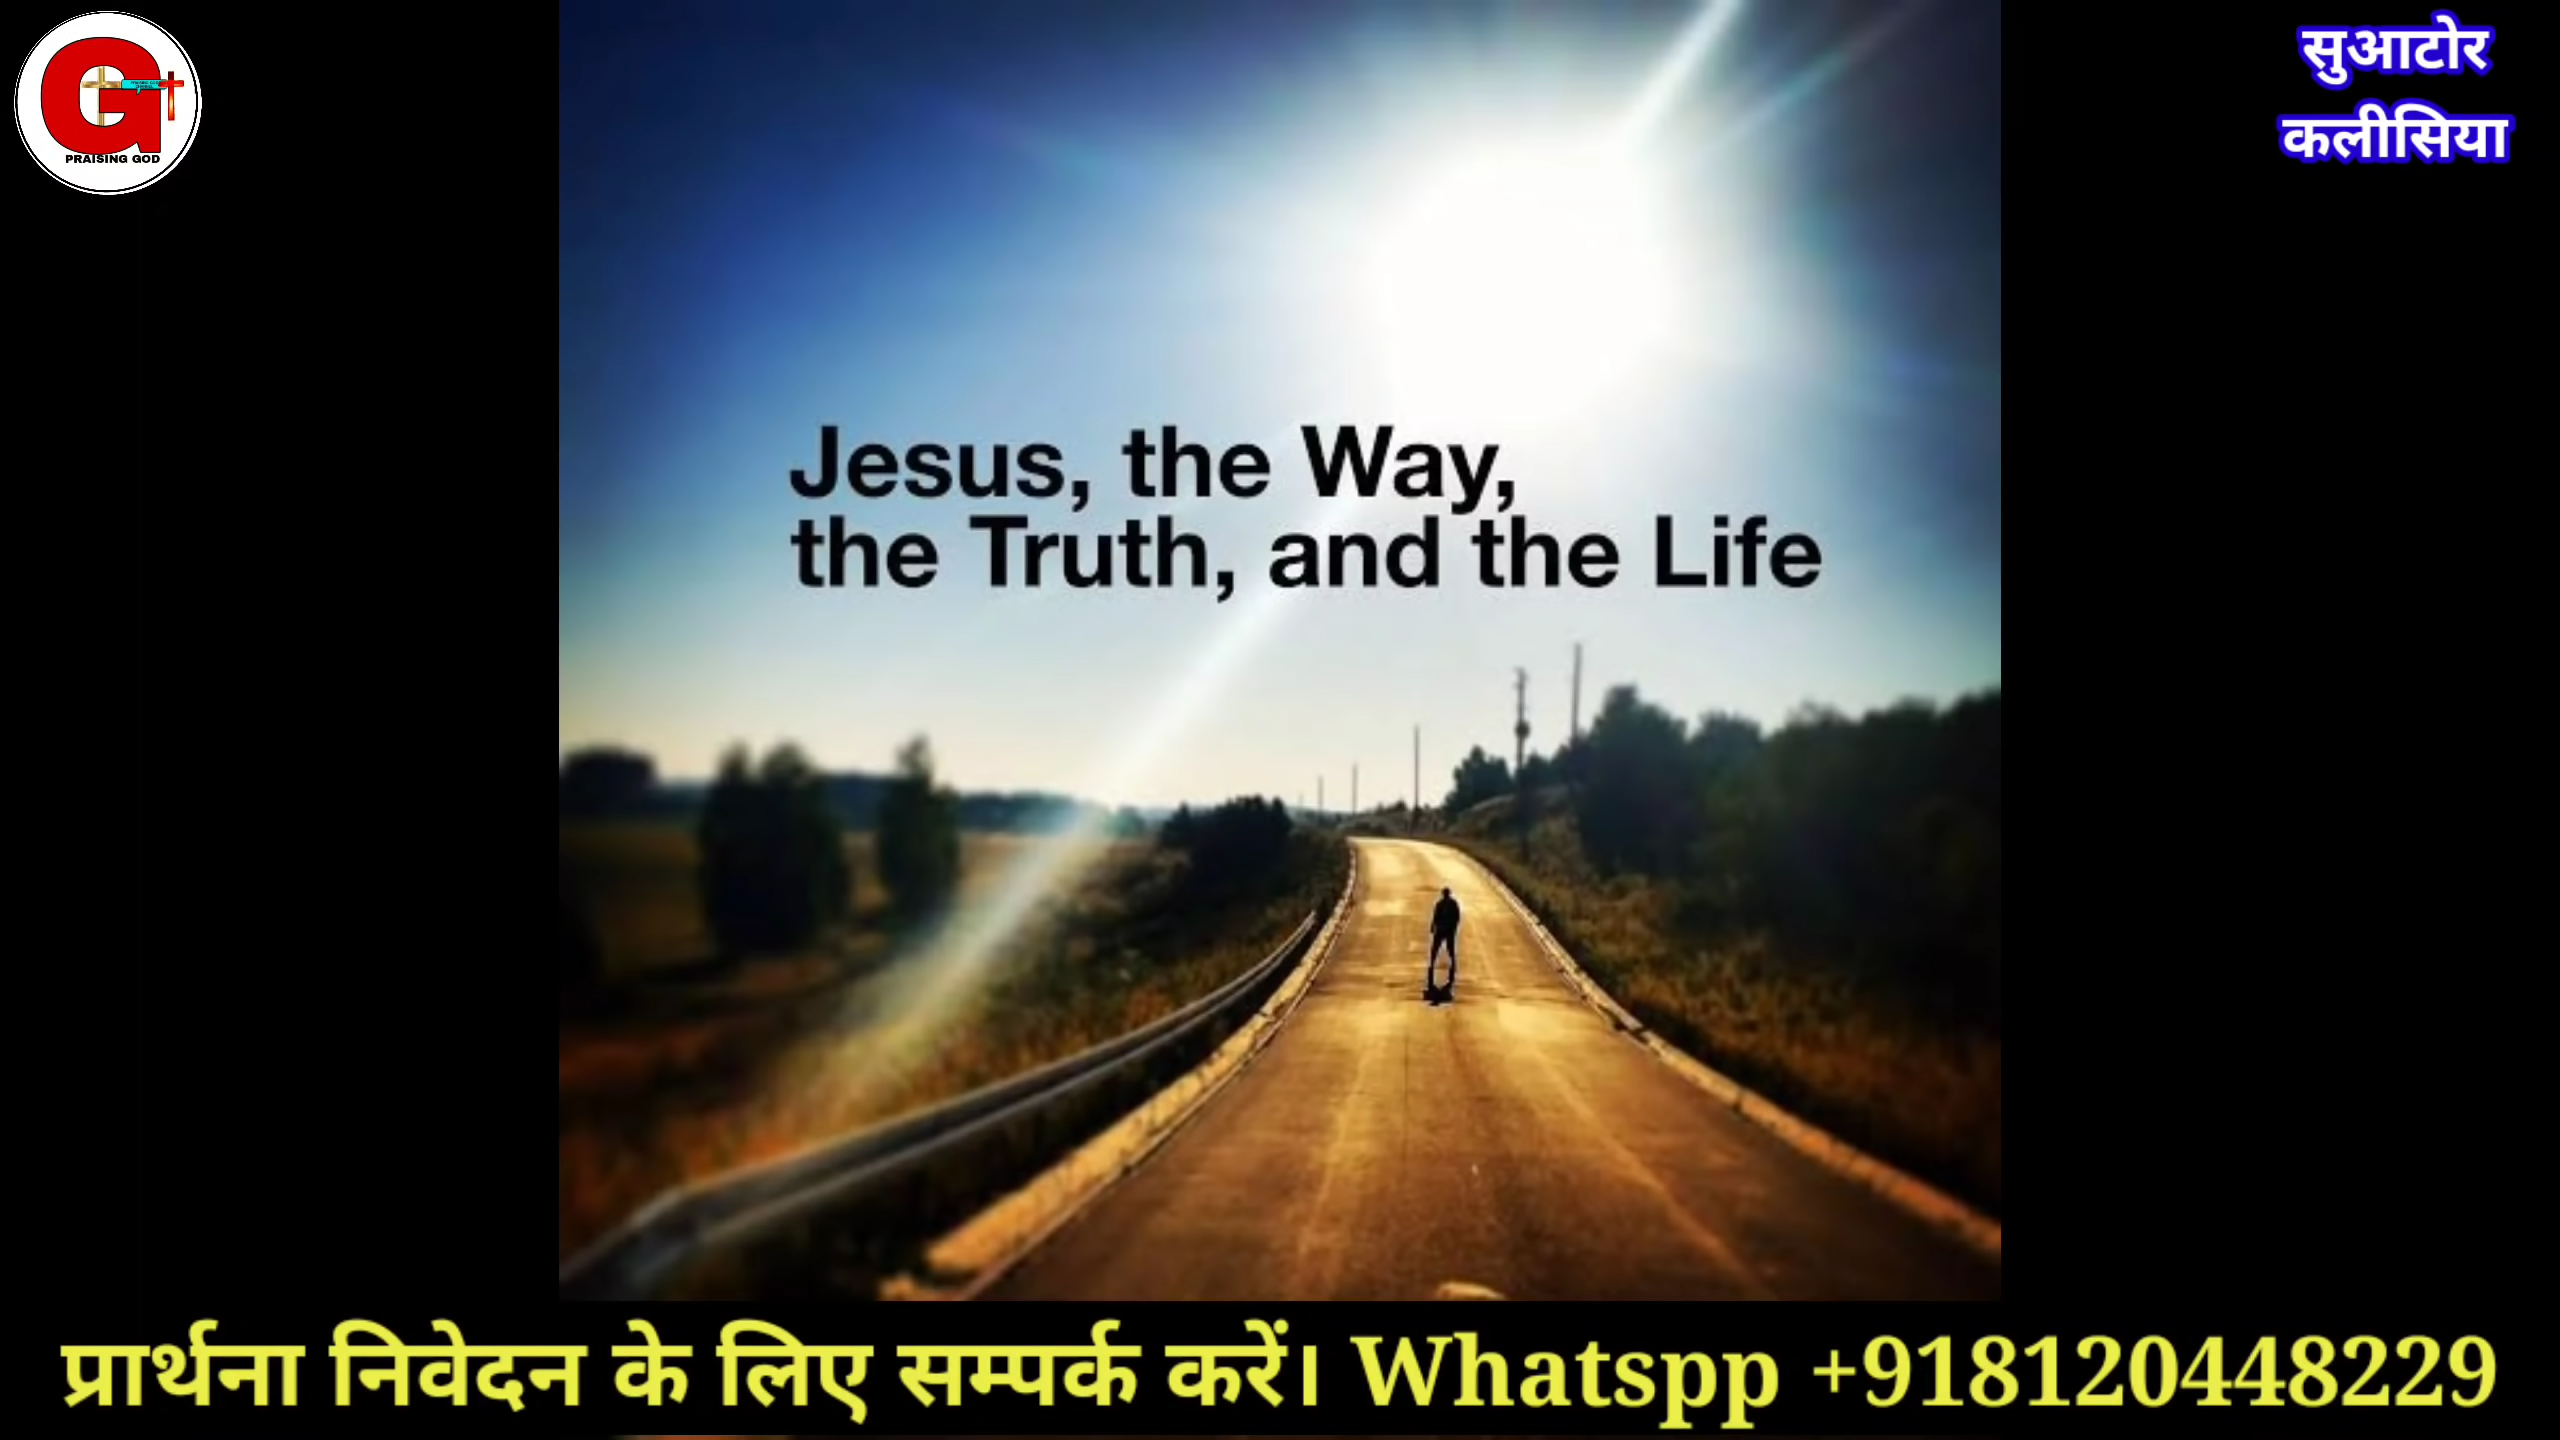 PRAISING GOD
सुआटोर
कलीसिया
Jesus, the Way,
the Truth, and the Life
प्रार्थना निवेदन के लिए सम्पर्क करें। Whatspp +918120448229